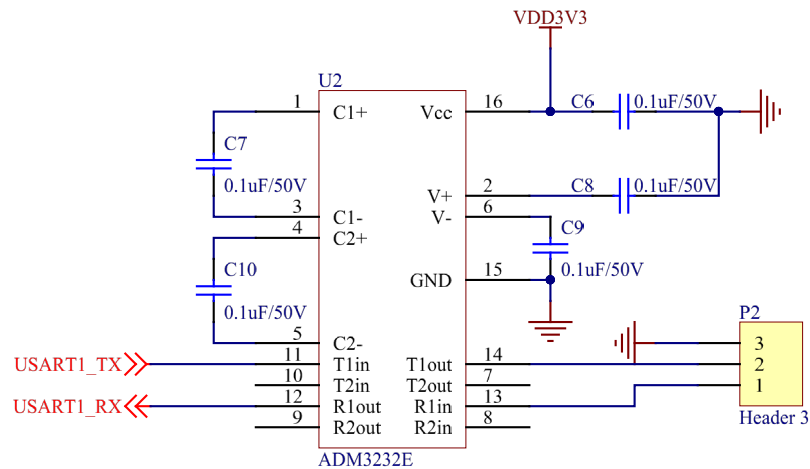 VDD3V3
U2
1 C1+ Vcc 16 C6 0.1uF/50V
C7
0.1uF/50V
V+ 2 C8 0.1uF/50V
3 C1- V- 6
4 C2+ C9
C10 GND 15 0.1uF/50V
0.1uF/50V
P2
5 C2- 3
USART1_TX 11 T1in T1out 14 2
10 T2in T2out 7 1
USART1_RX 12 R1out R1in 13
9 R2out R2in 8 Header 3
ADM3232E